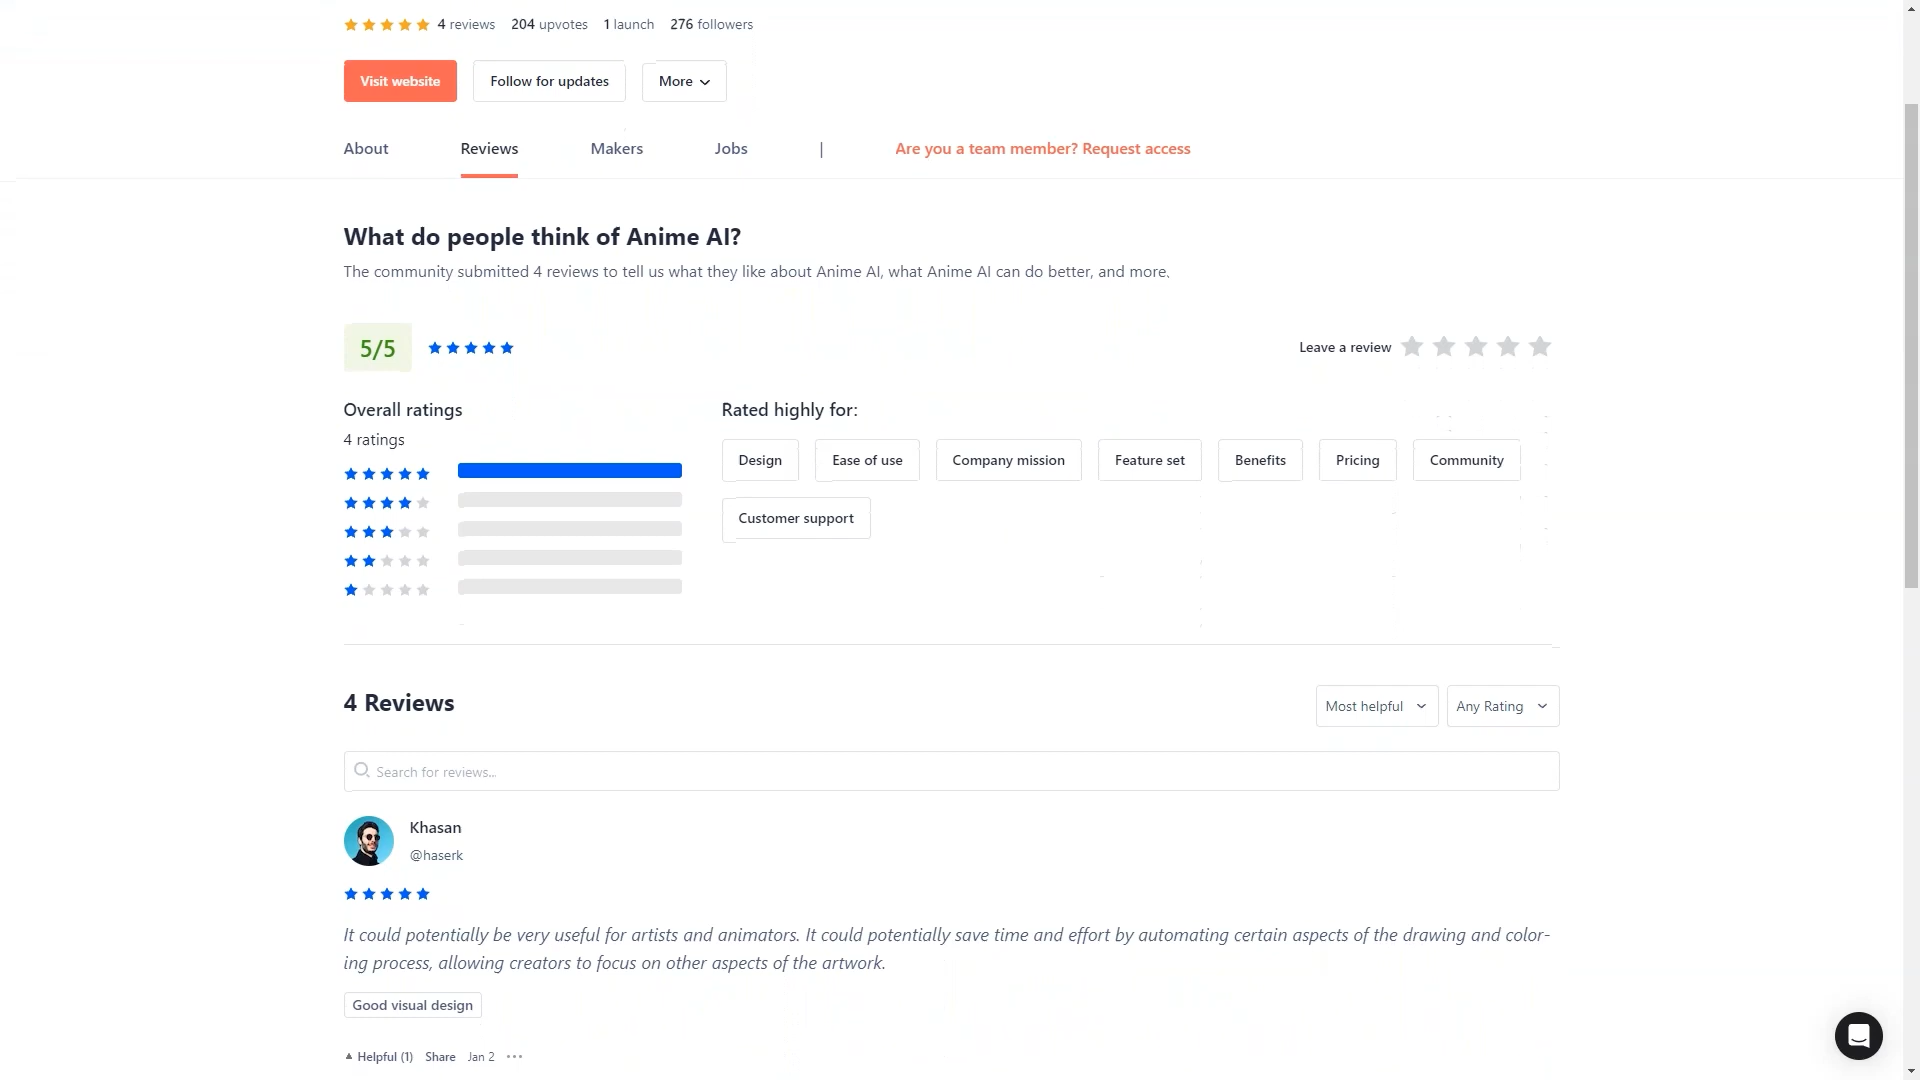 4 reviews 204 upvotes 1 launch 276 followers
Visit website Follow for updates More
About Reviews Makers Jobs | Are you a team member? Request access
What do people think of Anime AI?
The community submitted 4 reviews to tell us what they like about Anime AI, what Anime AI can do better, and more.
5/5 Leave a review
Overall ratings Rated highly for:
4 ratings
Design Ease of use Company mission Feature set Benefits Pricing Community
Customer support
4 Reviews Most helpful Any Rating
Search for reviews...
Khasan
@haserk
It could potentially be very useful for artists and animators. It could potentially save time and effort by automating certain aspects of the drawing and color-
ing process, allowing creators to focus on other aspects of the artwork.
Good visual design
Helpful (1) Share Jan 2